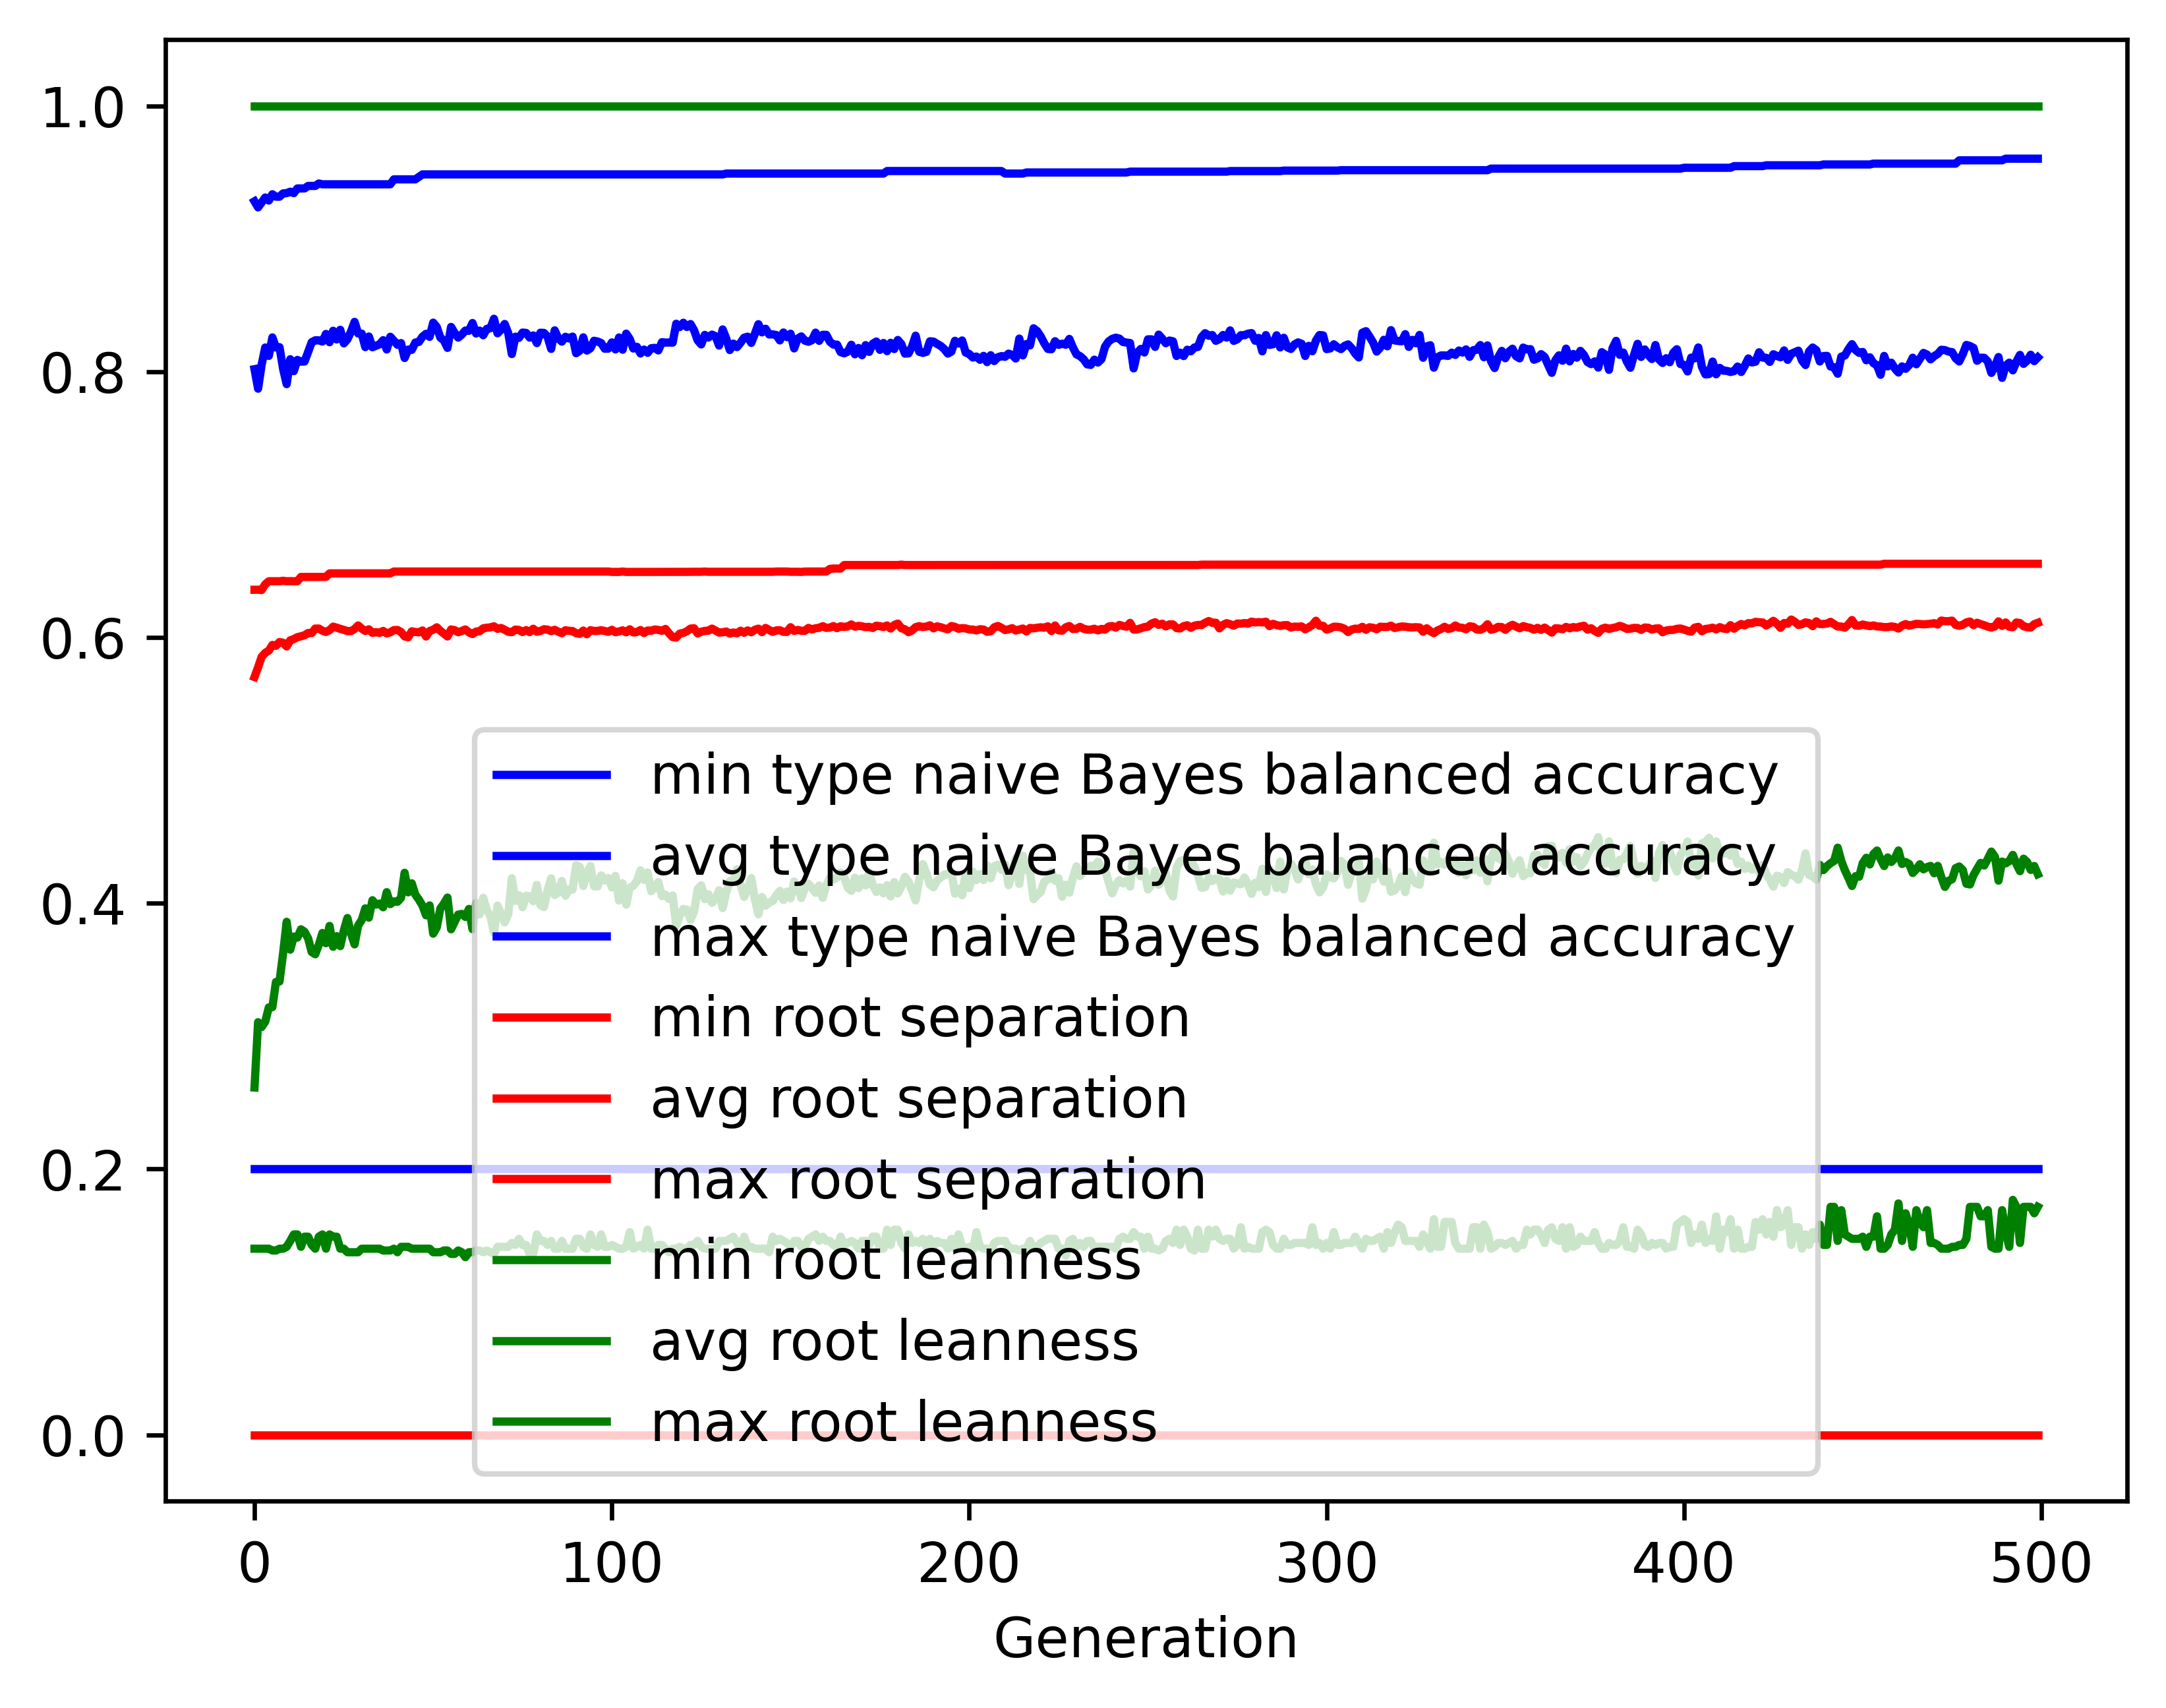 1.0
0.8
0.6
0.4
0.2
0.0
min type naive Bayes balanced accuracy
avg type naive Bayes balanced accuracy
max type naive Bayes balanced accuracy
min root separation
avg root separation
max root separation
min root leanness
avg root leanness
max root leanness
0 100 200 300 400 500
Generation